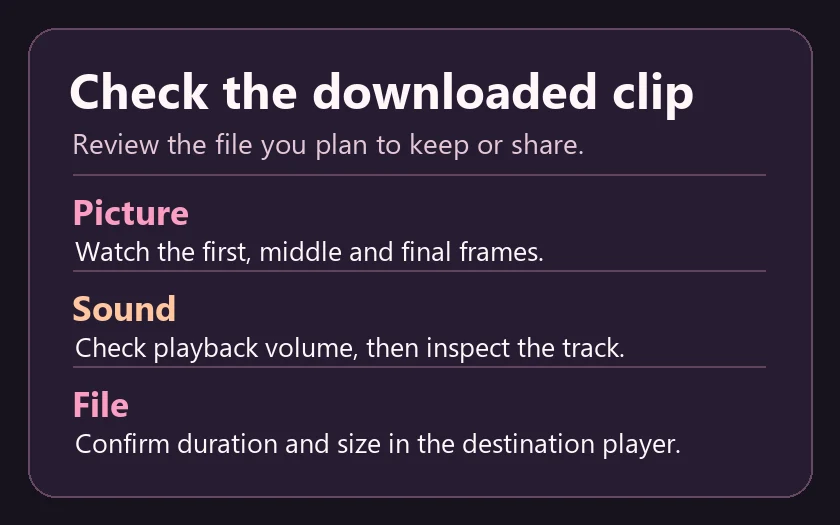 Check the downloaded clip
Review the file you plan to keep or share.
Picture
Watch the first, middle and final frames.
Sound
Check playback volume, then inspect the track.
File
Confirm duration and size in the destination player.